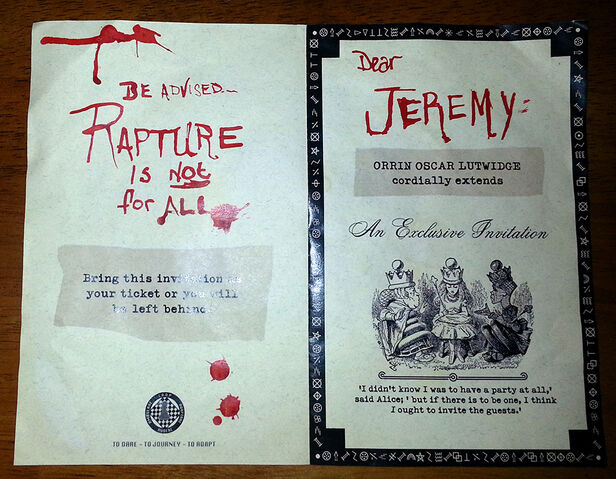 BE ADVISED~
RAPTURE
IS NOT
for ALL
Bring this invitation as
your ticket or you will
be left behind!
TO DARE - TO JOURNEY - TO ADAPT
Dear
JEREMY:
ORRIN OSCAR LUTWIDGE
cordially extends
An Exclusive Invitation
'I didn't know I was to have a party at all,'
said Alice; ' but if there is to be one, I think
I ought to invite the guests.'